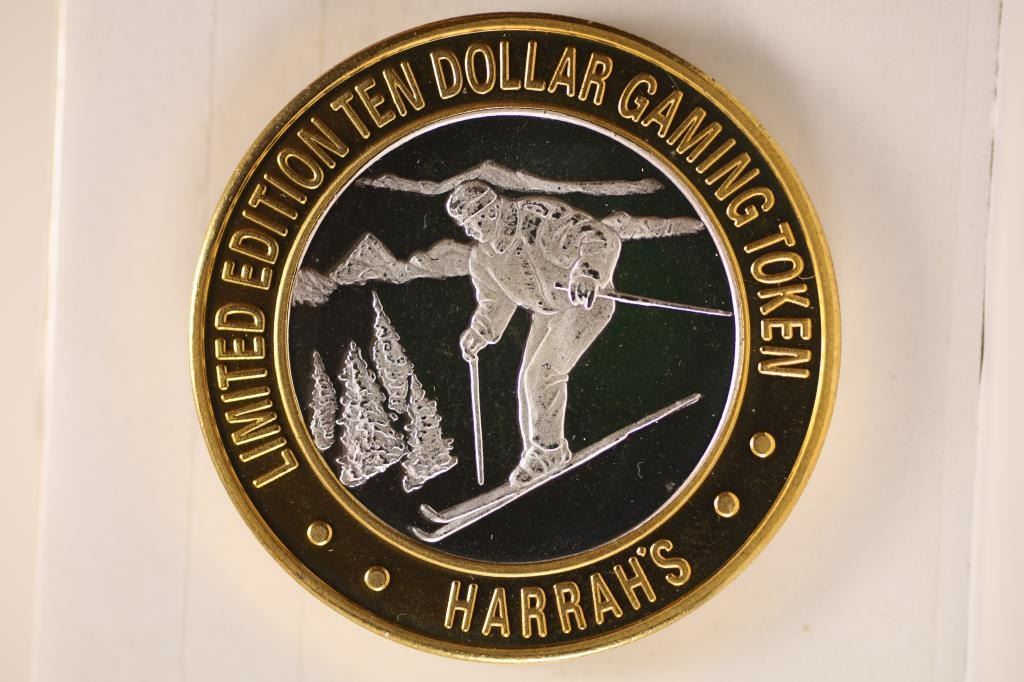 LIMITED EDITION TEN DOLLAR GAMING TOKEN
HARRAH'S